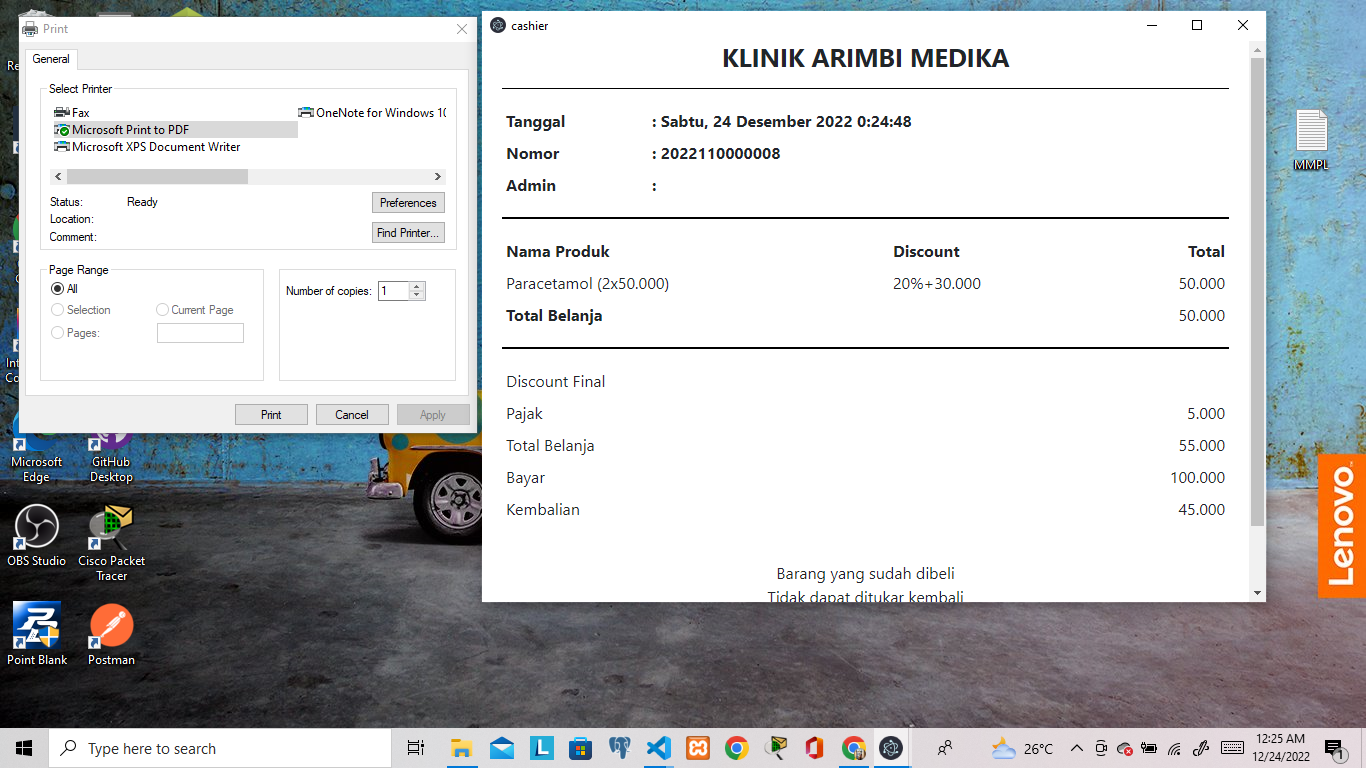 Print
General
Select Printer
Fax
OneNote for Windows 10
Microsoft Print to PDF
Microsoft XPS Document Writer
Status: Ready
Preferences
Location:
Comment:
Find Printer...
Page Range
All
Selection
Current Page
Pages:
Number of copies: 1
Print
Cancel
Apply
cashier
KLINIK ARIMBI MEDIKA
Tanggal : Sabtu, 24 Desember 2022 0:24:48
Nomor : 2022110000008
Admin :
Nama Produk Discount Total
Paracetamol (2x50.000) 20%+30.000 50.000
Total Belanja 50.000
Discount Final
Pajak 5.000
Total Belanja 55.000
Bayar 100.000
Kembalian 45.000
Barang yang sudah dibeli
Tidak dapat ditukar kembali
MMPL
Lenovo
Microsoft
Edge
GitHub
Desktop
OBS Studio
Cisco Packet
Tracer
Point Blank
Postman
Type here to search
26°C
12:25 AM
12/24/2022
1